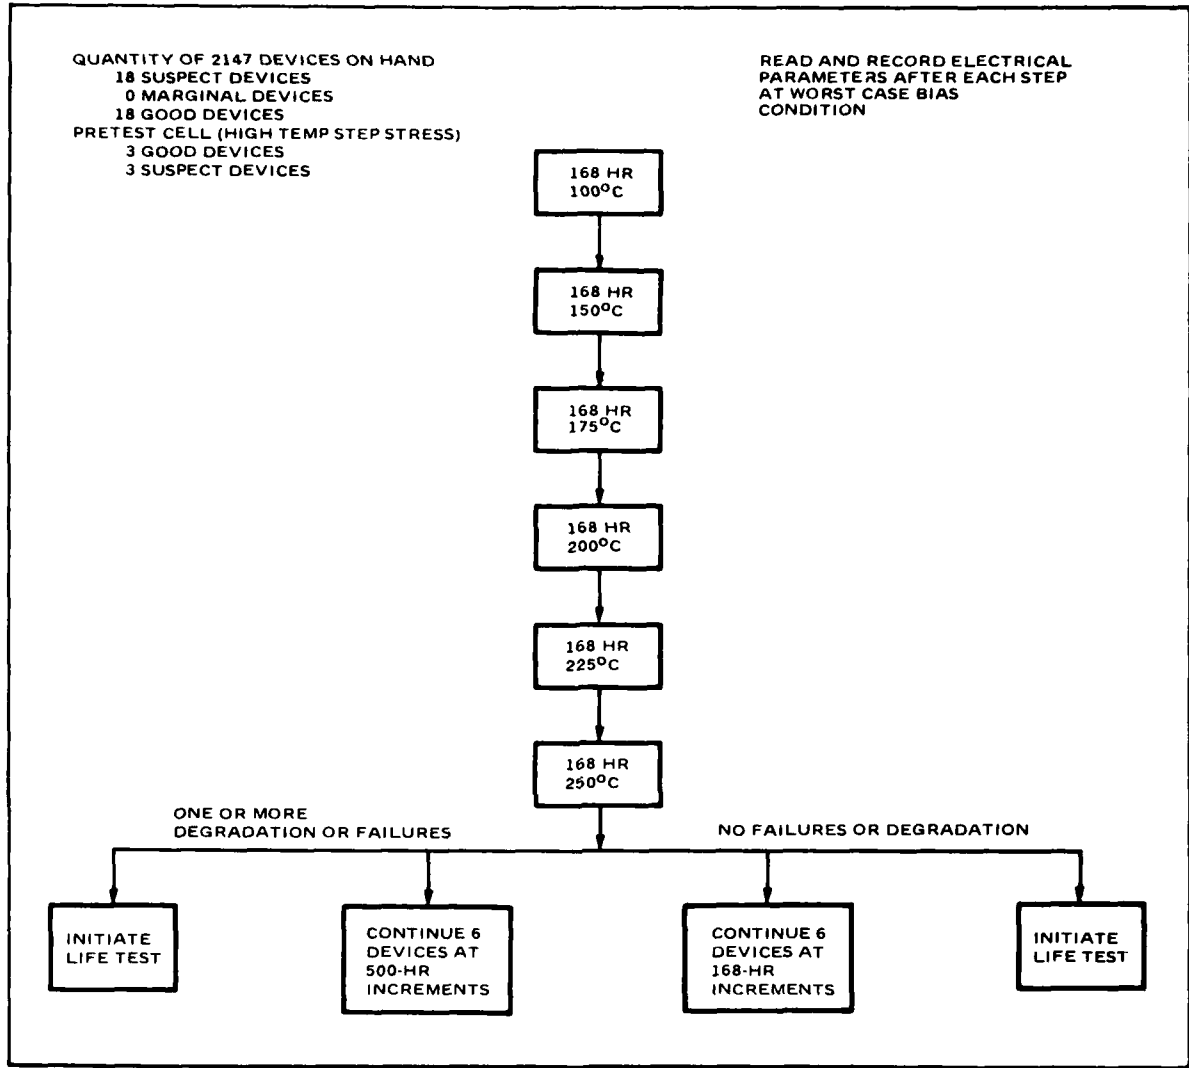 QUANTITY OF 2147 DEVICES ON HAND
18 SUSPECT DEVICES
0 MARGINAL DEVICES
18 GOOD DEVICES
PRETEST CELL (HIGH TEMP STEP STRESS)
3 GOOD DEVICES
3 SUSPECT DEVICES
READ AND RECORD ELECTRICAL
PARAMETERS AFTER EACH STEP
AT WORST CASE BIAS
CONDITION
168 HR
100°C
168 HR
150°C
168 HR
175°C
168 HR
200°C
168 HR
225°C
168 HR
250°C
ONE OR MORE
DEGRADATION OR FAILURES
NO FAILURES OR DEGRADATION
INITIATE
LIFE TEST
CONTINUE 6
DEVICES AT
500-HR
INCREMENTS
CONTINUE 6
DEVICES AT
168-HR
INCREMENTS
INITIATE
LIFE TEST